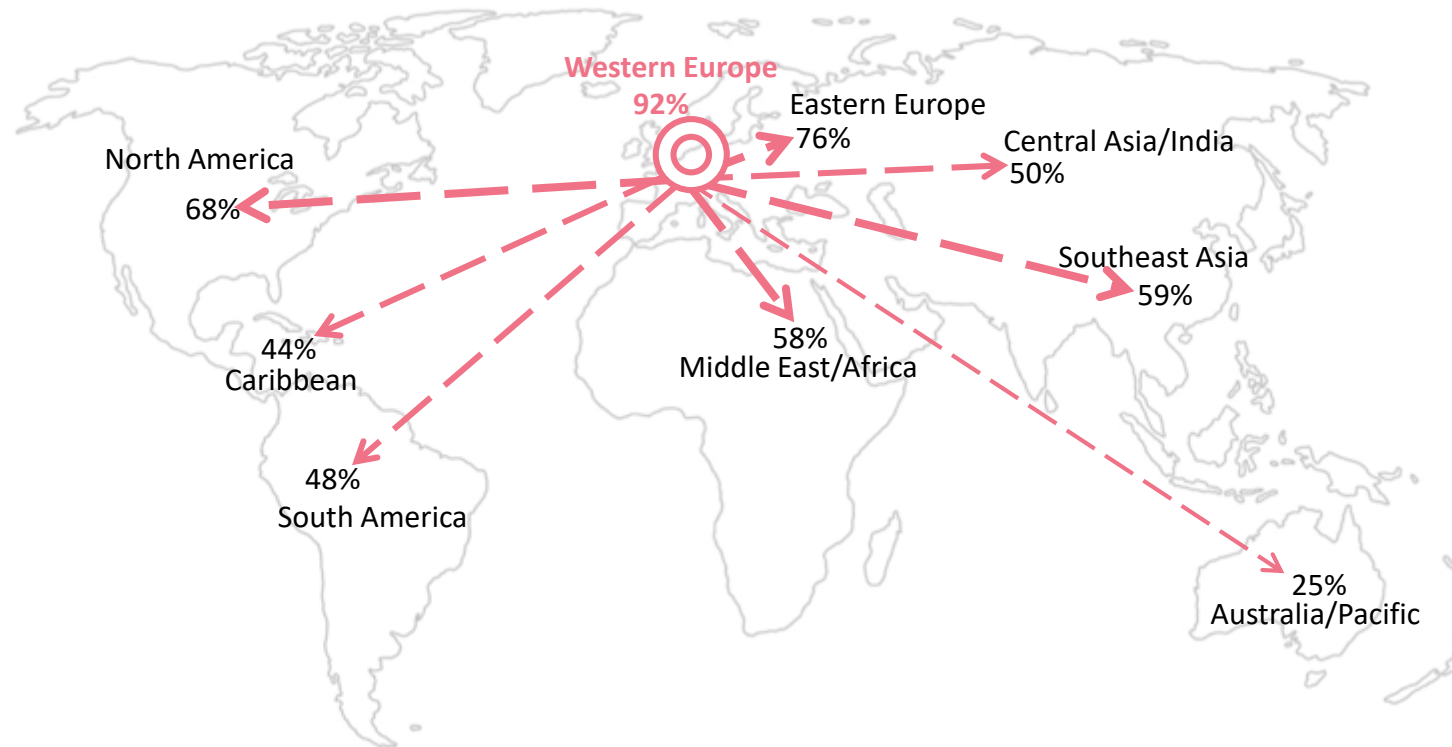 Western Europe
92%
Eastern Europe
76%
Central Asia/India
50%
North America
68%
Southeast Asia
59%
44%
Caribbean
58%
Middle East/Africa
48%
South America
25%
Australia/Pacific